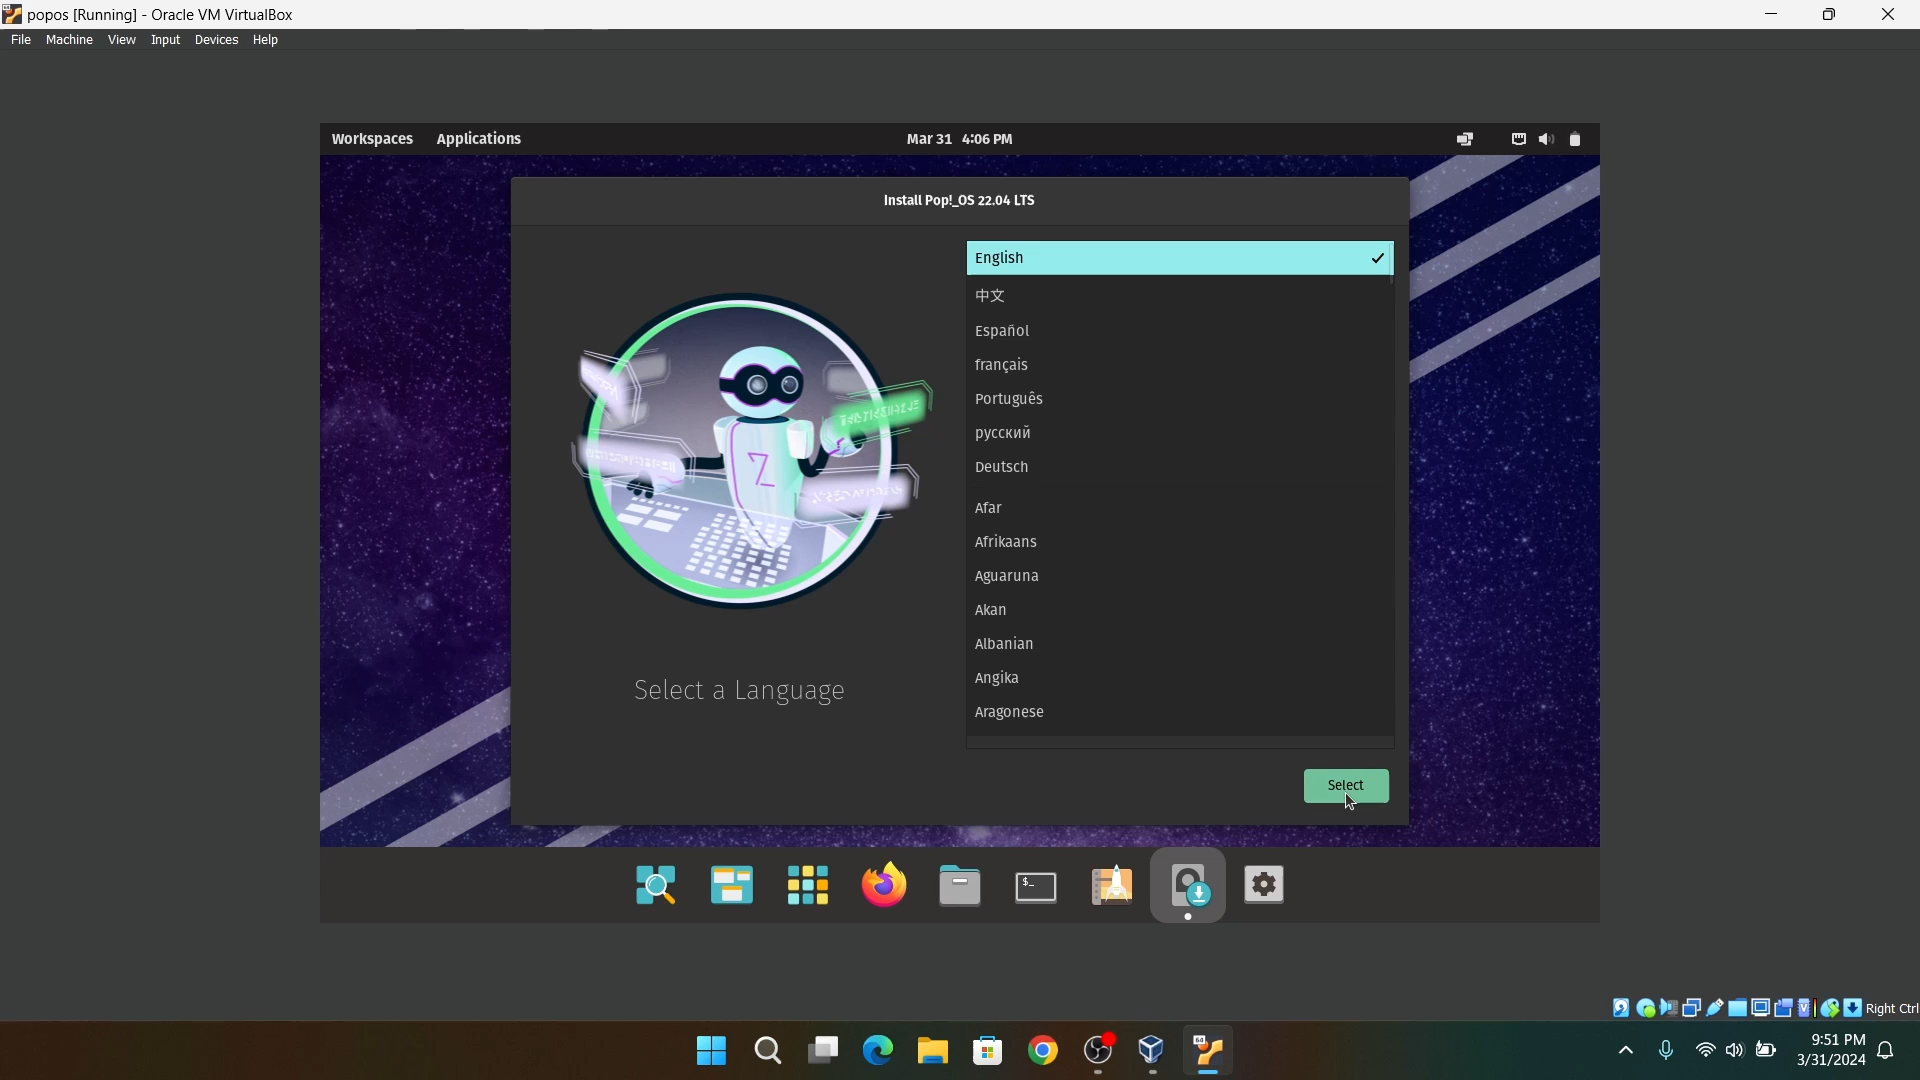 popos [Running] - Oracle VM VirtualBox
File Machine View Input Devices Help
Workspaces Applications Mar 31 4:06 PM
Install Pop!_OS 22.04 LTS
English
中文
Español
français
Português
русский
Deutsch
Afar
Afrikaans
Aguaruna
Akan
Albanian
Angika
Aragonese
Select a Language
Select
$_
Right Ctrl
64
9:51 PM
3/31/2024